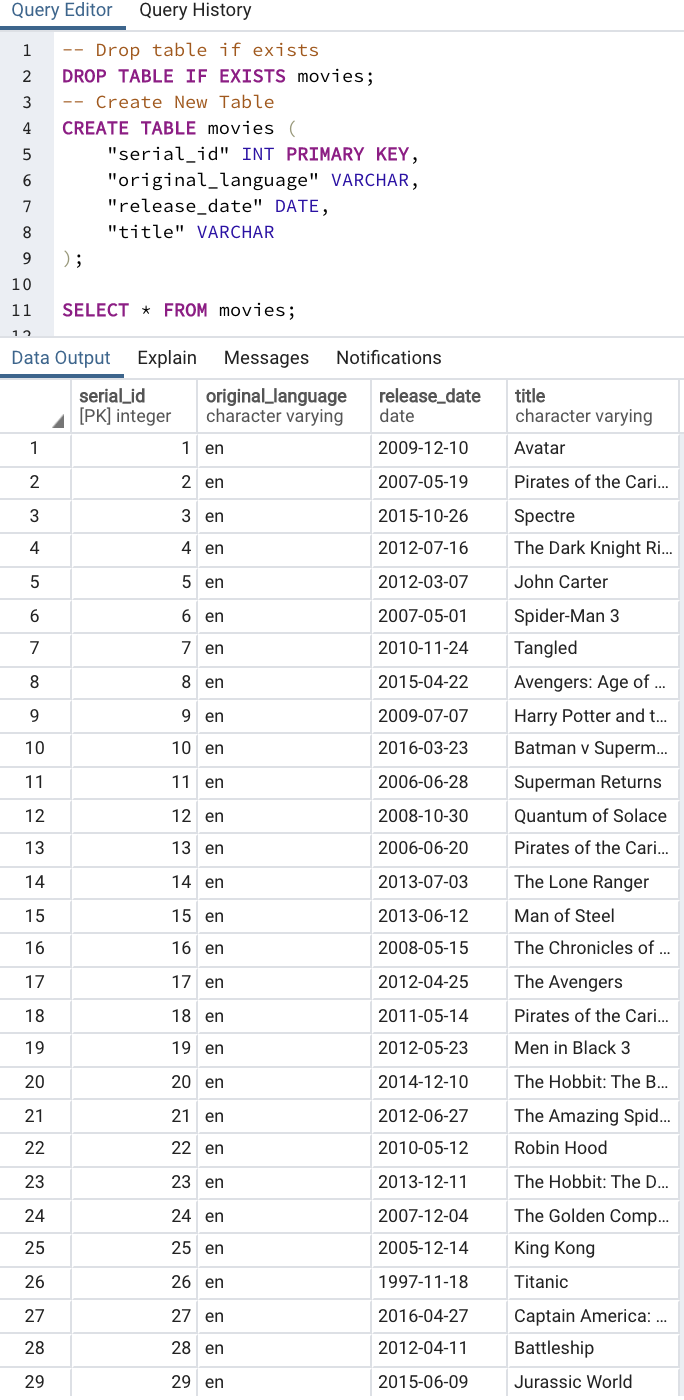 Query Editor Query History
1 -- Drop table if exists
2 DROP TABLE IF EXISTS movies;
3 -- Create New Table
4 CREATE TABLE movies (
5 "serial_id" INT PRIMARY KEY,
6 "original_language" VARCHAR,
7 "release_date" DATE,
8 "title" VARCHAR
9 );
10
11 SELECT * FROM movies;
12
Data Output Explain Messages Notifications
serial_id original_language release_date title
[PK] integer character varying date character varying
1 1 en 2009-12-10 Avatar
2 2 en 2007-05-19 Pirates of the Cari...
3 3 en 2015-10-26 Spectre
4 4 en 2012-07-16 The Dark Knight Ri...
5 5 en 2012-03-07 John Carter
6 6 en 2007-05-01 Spider-Man 3
7 7 en 2010-11-24 Tangled
8 8 en 2015-04-22 Avengers: Age of ...
9 9 en 2009-07-07 Harry Potter and t...
10 10 en 2016-03-23 Batman v Superm...
11 11 en 2006-06-28 Superman Returns
12 12 en 2008-10-30 Quantum of Solace
13 13 en 2006-06-20 Pirates of the Cari...
14 14 en 2013-07-03 The Lone Ranger
15 15 en 2013-06-12 Man of Steel
16 16 en 2008-05-15 The Chronicles of ...
17 17 en 2012-04-25 The Avengers
18 18 en 2011-05-14 Pirates of the Cari...
19 19 en 2012-05-23 Men in Black 3
20 20 en 2014-12-10 The Hobbit: The B...
21 21 en 2012-06-27 The Amazing Spid...
22 22 en 2010-05-12 Robin Hood
23 23 en 2013-12-11 The Hobbit: The D...
24 24 en 2007-12-04 The Golden Comp...
25 25 en 2005-12-14 King Kong
26 26 en 1997-11-18 Titanic
27 27 en 2016-04-27 Captain America: ...
28 28 en 2012-04-11 Battleship
29 29 en 2015-06-09 Jurassic World